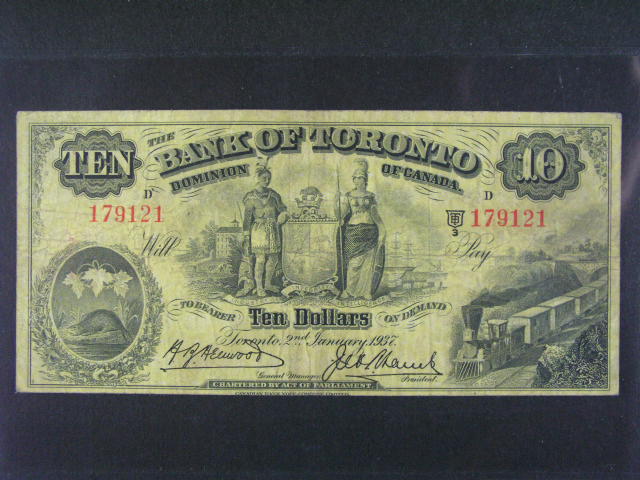 THE
BANK OF TORONTO
TEN
10
DOMINION OF CANADA.
D D
179121 179121
3
Will Pay
TO BEARER Ten Dollars ON DEMAND
Toronto, 2nd January 1937.
General Manager. President.
CHARTERED BY ACT OF PARLIAMENT.
CANADIAN BANK NOTE COMPANY, LIMITED.